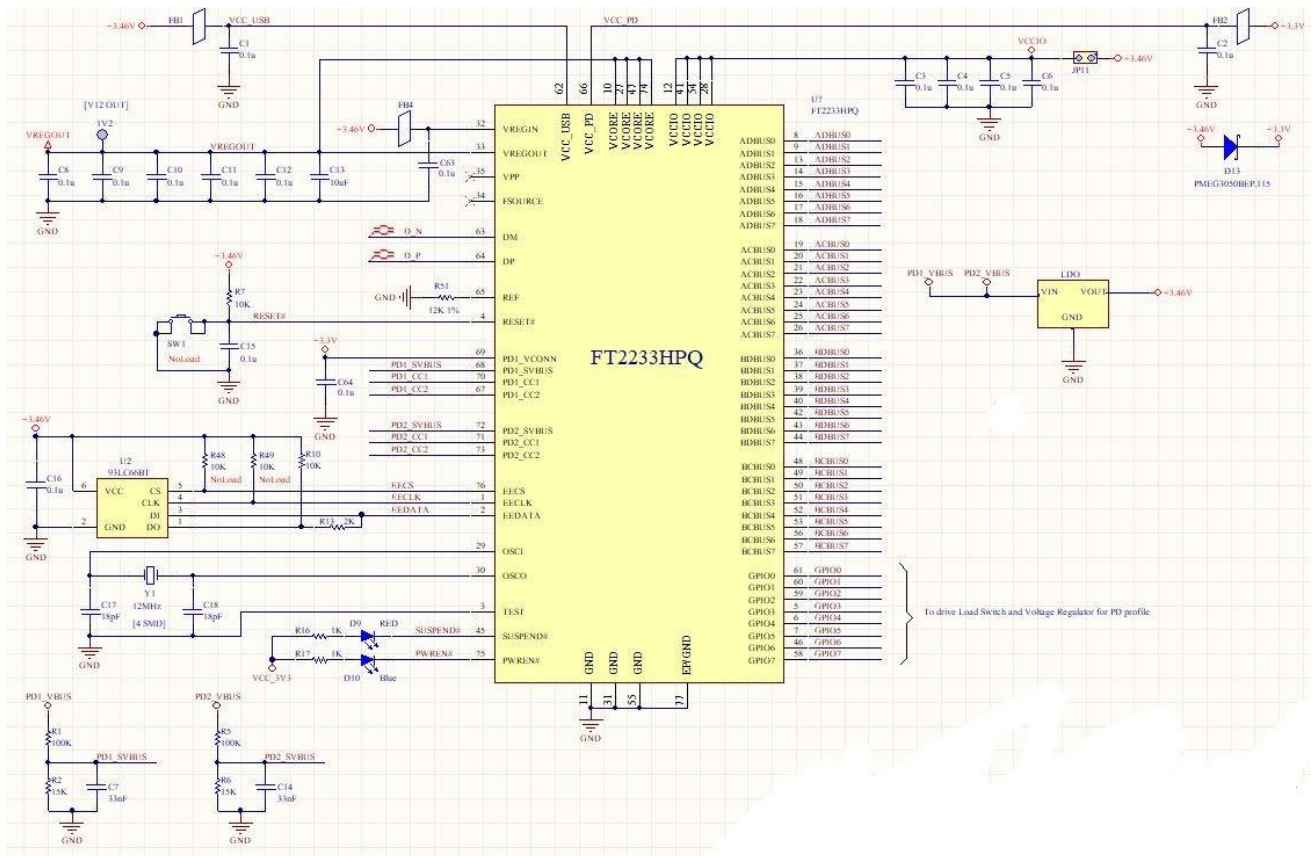 +3.46V
FB1
VCC_USB
C1
0.1u
GND
VCC_PD
FB2
+3.3V
C2
0.1u
GND
VCCIO
JP11
+3.46V
C3
0.1u
C4
0.1u
C5
0.1u
C6
0.1u
GND
+3.46V
+3.3V
D13
PMEG3050BEP,115
[V12 OUT]
1V2
VREGOUT
VREGOUT
C8
0.1u
C9
0.1u
C10
0.1u
C11
0.1u
C12
0.1u
C13
10uF
GND
+3.46V
FB4
C63
0.1u
U?
FT2233HPQ
62
66
10
27
47
74
12
41
54
28
VCC_USB
VCC_PD
VCORE
VCORE
VCORE
VCORE
VCCIO
VCCIO
VCCIO
VCCIO
32 VREGIN
33 VREGOUT
35 VPP
34 FSOURCE
D_N 63 DM
D_P 64 DP
GND R51 12K 1% 65 REF
RESET# 4 RESET#
+3.46V
R7
10K
SW1
NoLoad
C15
0.1u
GND
+3.3V
C64
0.1u
GND
69 PD1_VCONN
PD1_SVBUS 68 PD1_SVBUS
PD1_CC1 70 PD1_CC1
PD1_CC2 67 PD1_CC2
PD2_SVBUS 72 PD2_SVBUS
PD2_CC1 71 PD2_CC1
PD2_CC2 73 PD2_CC2
EECS 76 EECS
EECLK 1 EECLK
EEDATA 2 EEDATA
29 OSCI
30 OSCO
3 TEST
SUSPEND# 45 SUSPEND#
PWREN# 75 PWREN#
FT2233HPQ
+3.46V
C16
0.1u
GND
U2
93LC66BT
6 VCC CS 5
CLK 4
DI 3
2 GND DO 1
R48
10K
NoLoad
R49
10K
NoLoad
R10
10K
R13 2K
C17
18pF
Y1
12MHz
[4 SMD]
C18
18pF
GND
R16 1K D9 RED
R17 1K D10 Blue
VCC_3V3
GND
GND
GND
EP/GND
11
31
55
77
GND
ADBUS0 8 ADBUS0
ADBUS1 9 ADBUS1
ADBUS2 13 ADBUS2
ADBUS3 14 ADBUS3
ADBUS4 15 ADBUS4
ADBUS5 16 ADBUS5
ADBUS6 17 ADBUS6
ADBUS7 18 ADBUS7
ACBUS0 19 ACBUS0
ACBUS1 20 ACBUS1
ACBUS2 21 ACBUS2
ACBUS3 22 ACBUS3
ACBUS4 23 ACBUS4
ACBUS5 24 ACBUS5
ACBUS6 25 ACBUS6
ACBUS7 26 ACBUS7
BDBUS0 36 BDBUS0
BDBUS1 37 BDBUS1
BDBUS2 38 BDBUS2
BDBUS3 39 BDBUS3
BDBUS4 40 BDBUS4
BDBUS5 42 BDBUS5
BDBUS6 43 BDBUS6
BDBUS7 44 BDBUS7
BCBUS0 48 BCBUS0
BCBUS1 49 BCBUS1
BCBUS2 50 BCBUS2
BCBUS3 51 BCBUS3
BCBUS4 52 BCBUS4
BCBUS5 53 BCBUS5
BCBUS6 56 BCBUS6
BCBUS7 57 BCBUS7
GPIO0 61 GPIO0
GPIO1 60 GPIO1
GPIO2 59 GPIO2
GPIO3 5 GPIO3
GPIO4 6 GPIO4
GPIO5 7 GPIO5
GPIO6 46 GPIO6
GPIO7 58 GPIO7
To drive Load Switch and Voltage Regulator for PD profile
PD1_VBUS
PD2_VBUS
LDO
VIN VOUT
GND
+3.46V
GND
PD1_VBUS
R1
100K
PD1_SVBUS
R2
15K
C7
33nF
GND
PD2_VBUS
R5
100K
PD2_SVBUS
R6
15K
C14
33nF
GND